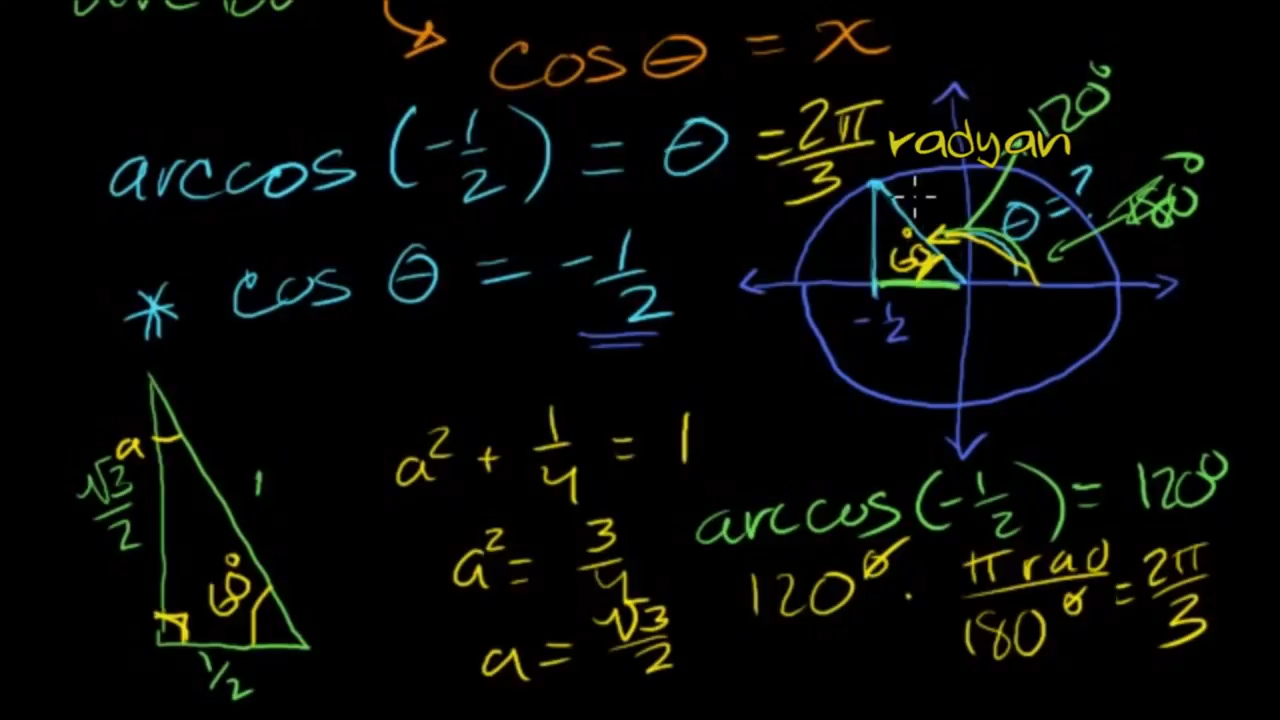 cos θ = x
arccos (-1/2) = θ = 2π/3 radyan
* cos θ = -1/2
120°
θ = ?
180°
60°
-1/2
a
√3/2
1
60°
1/2
a² + 1/4 = 1
a² = 3/4
a = √3/2
arccos (-1/2) = 120°
120° · π rad/180° = 2π/3